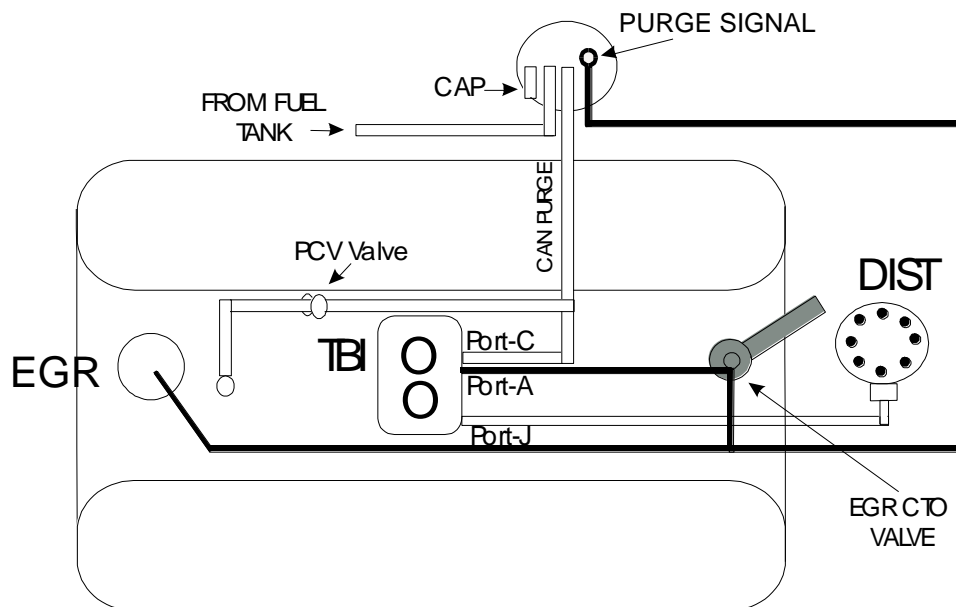 PURGE SIGNAL
CAP
FROM FUEL
TANK
CAN PURGE
PCV Valve
DIST
TBI
O
O
Port-C
Port-A
Port-J
EGR
EGR CTO
VALVE